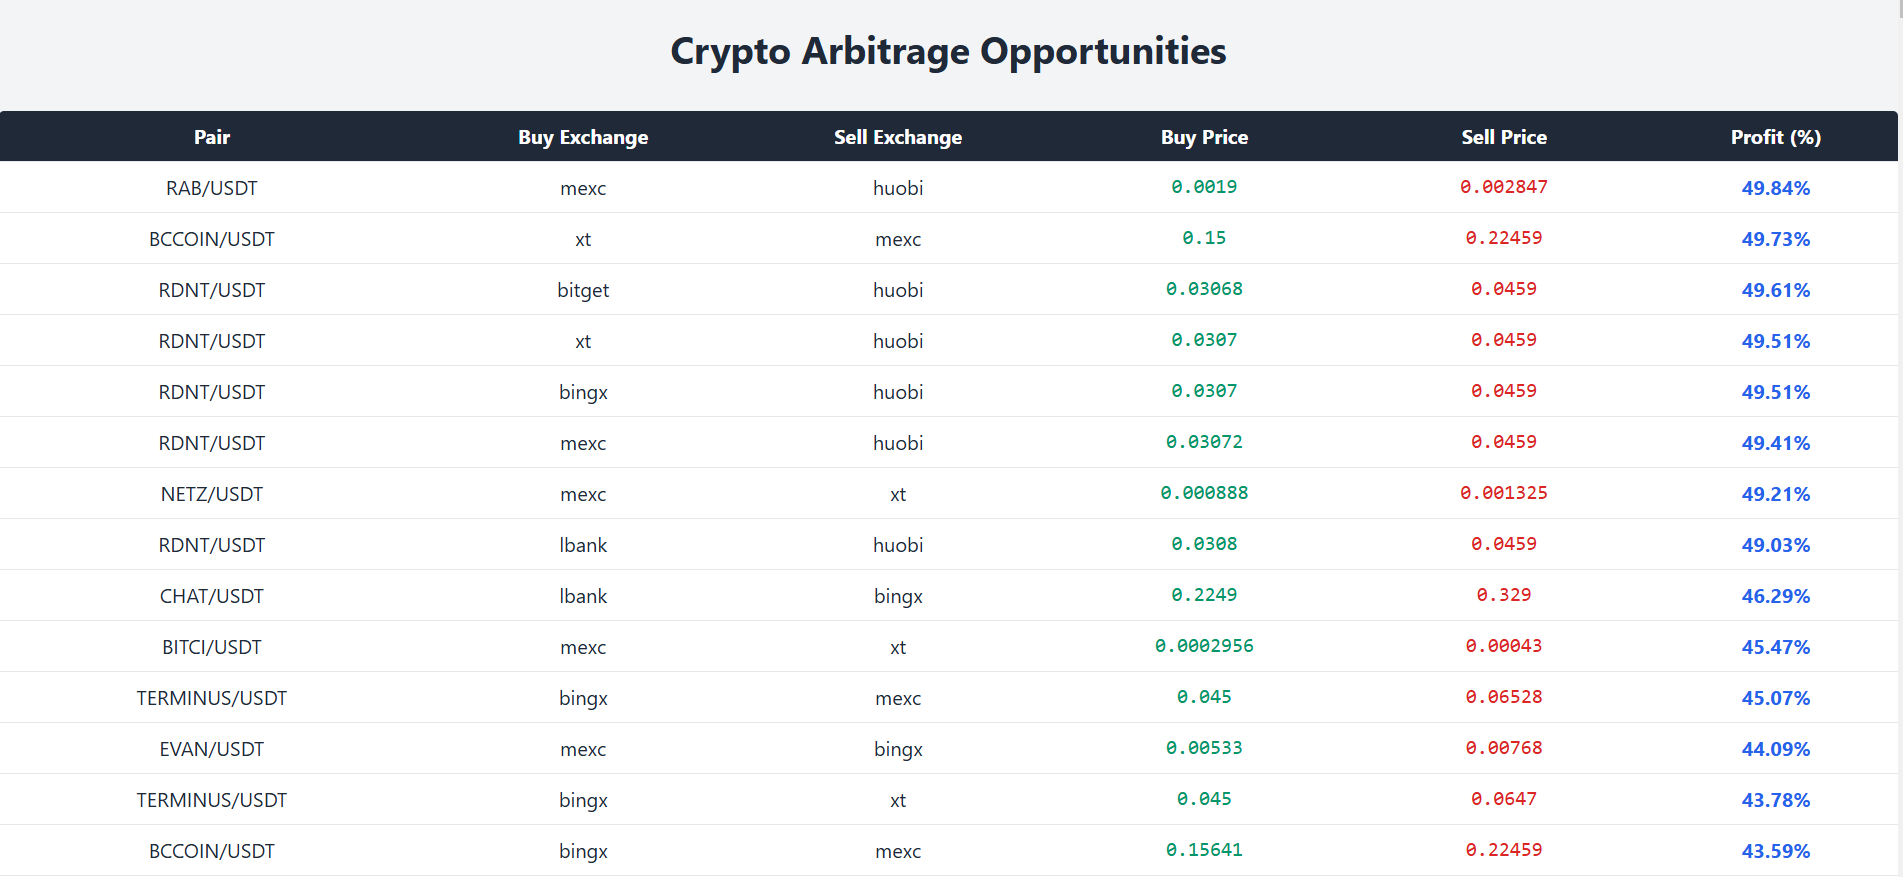 Crypto Arbitrage Opportunities
Pair Buy Exchange Sell Exchange Buy Price Sell Price Profit (%)
RAB/USDT mexc huobi 0.0019 0.002847 49.84%
BCCOIN/USDT xt mexc 0.15 0.22459 49.73%
RDNT/USDT bitget huobi 0.03068 0.0459 49.61%
RDNT/USDT xt huobi 0.0307 0.0459 49.51%
RDNT/USDT bingx huobi 0.0307 0.0459 49.51%
RDNT/USDT mexc huobi 0.03072 0.0459 49.41%
NETZ/USDT mexc xt 0.000888 0.001325 49.21%
RDNT/USDT lbank huobi 0.0308 0.0459 49.03%
CHAT/USDT lbank bingx 0.2249 0.329 46.29%
BITCI/USDT mexc xt 0.0002956 0.00043 45.47%
TERMINUS/USDT bingx mexc 0.045 0.06528 45.07%
EVAN/USDT mexc bingx 0.00533 0.00768 44.09%
TERMINUS/USDT bingx xt 0.045 0.0647 43.78%
BCCOIN/USDT bingx mexc 0.15641 0.22459 43.59%